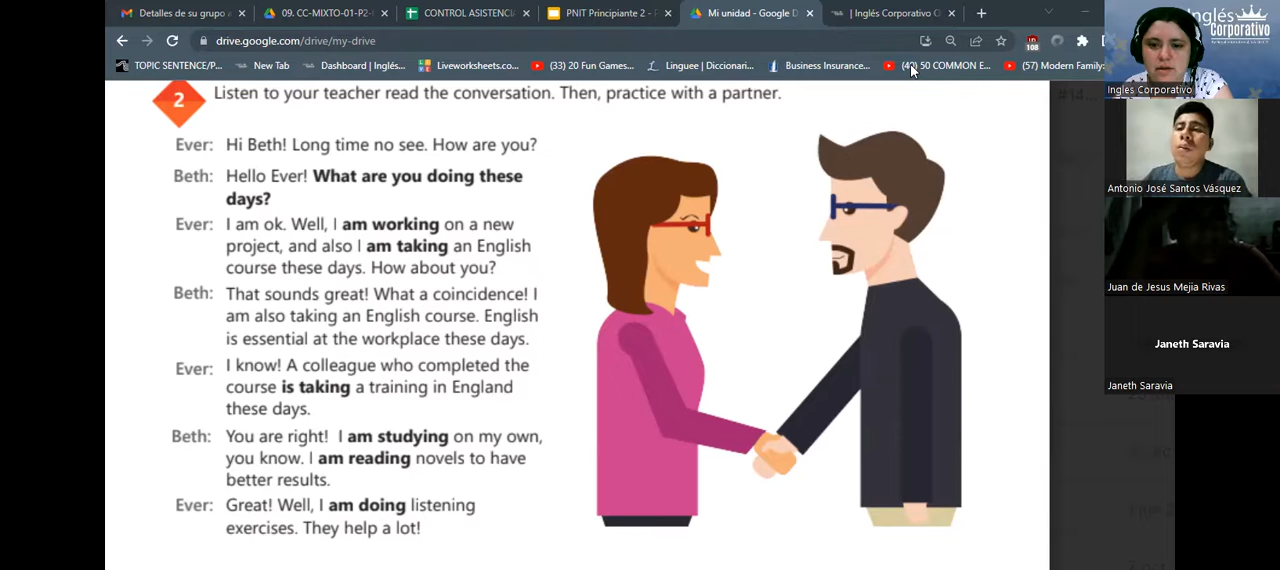 Detalles de su grupo a
09. CC-MIXTO-01-P2-
CONTROL ASISTENCI
PNIT Principiante 2 - P
Mi unidad - Google D
| Inglés Corporativo O
drive.google.com/drive/my-drive
108
TOPIC SENTENCE/P...
New Tab
Dashboard | Inglés...
Liveworksheets.co...
(33) 20 Fun Games...
Linguee | Diccionari...
Business Insurance...
50 COMMON E...
(57) Modern Family:
2
Listen to your teacher read the conversation. Then, practice with a partner.
Ever: Hi Beth! Long time no see. How are you?
Beth: Hello Ever! What are you doing these
days?
Ever: I am ok. Well, I am working on a new
project, and also I am taking an English
course these days. How about you?
Beth: That sounds great! What a coincidence! I
am also taking an English course. English
is essential at the workplace these days.
Ever: I know! A colleague who completed the
course is taking a training in England
these days.
Beth: You are right! I am studying on my own,
you know. I am reading novels to have
better results.
Ever: Great! Well, I am doing listening
exercises. They help a lot!
Inglés
Corporativo
Ingles Corporativo
Antonio José Santos Vásquez
Juan de Jesus Mejia Rivas
Janeth Saravia
Janeth Saravia